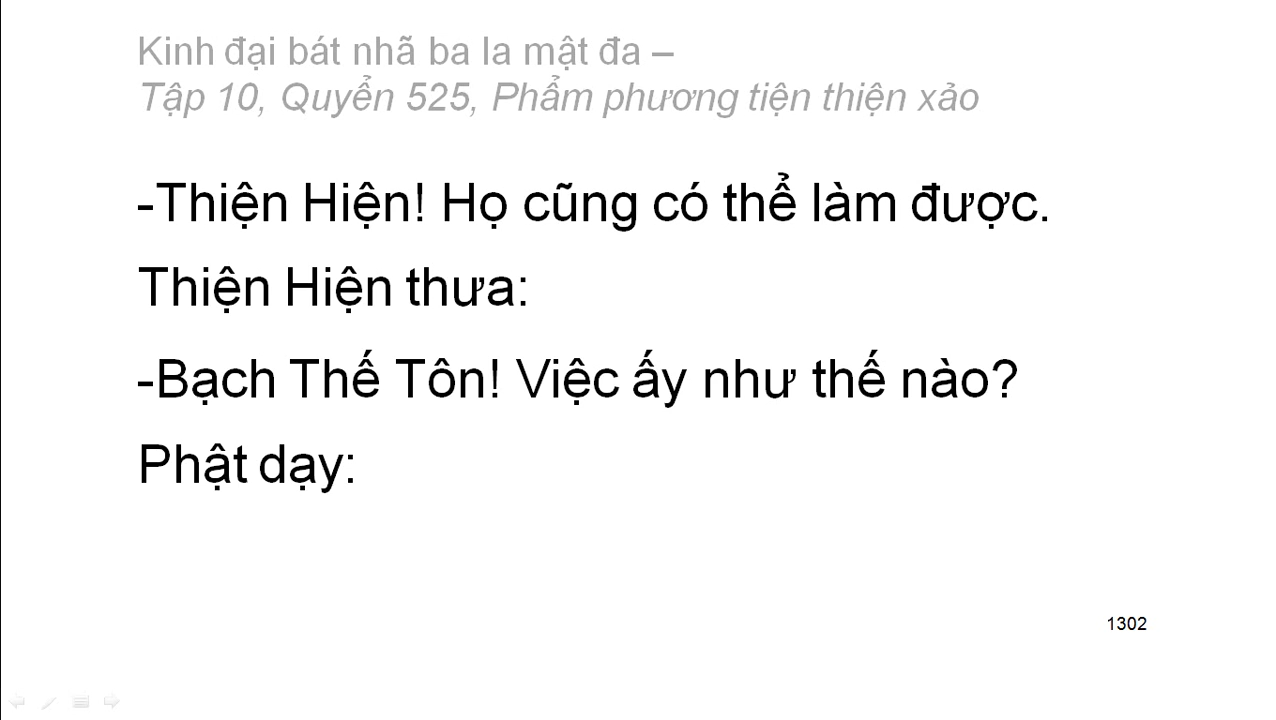 Kinh đại bát nhã ba la mật đa –
Tập 10, Quyển 525, Phẩm phương tiện thiện xảo
-Thiện Hiện! Họ cũng có thể làm được.
Thiện Hiện thưa:
-Bạch Thế Tôn! Việc ấy như thế nào?
Phật dạy:
1302